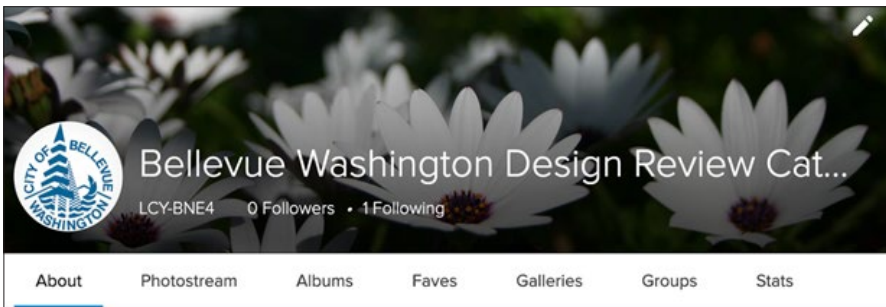 Bellevue Washington Design Review Cat...
CITY OF BELLEVUE
WASHINGTON
LCY-BNE4 0 Followers • 1 Following
About Photostream Albums Faves Galleries Groups Stats